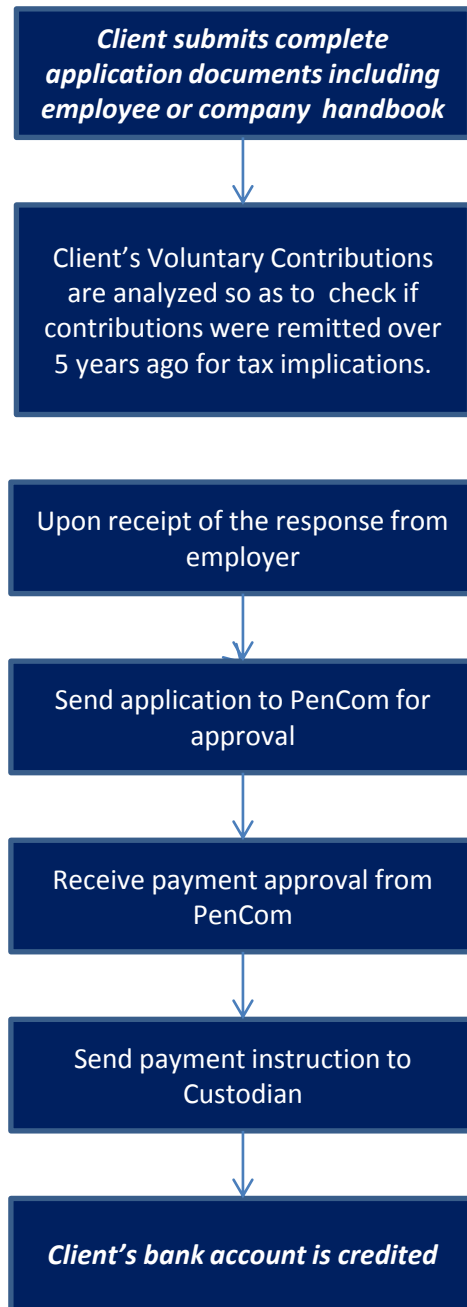 Client submits complete
application documents including
employee or company handbook
Client’s Voluntary Contributions
are analyzed so as to check if
contributions were remitted over
5 years ago for tax implications.
Upon receipt of the response from
employer
Send application to PenCom for
approval
Receive payment approval from
PenCom
Send payment instruction to
Custodian
Client’s bank account is credited